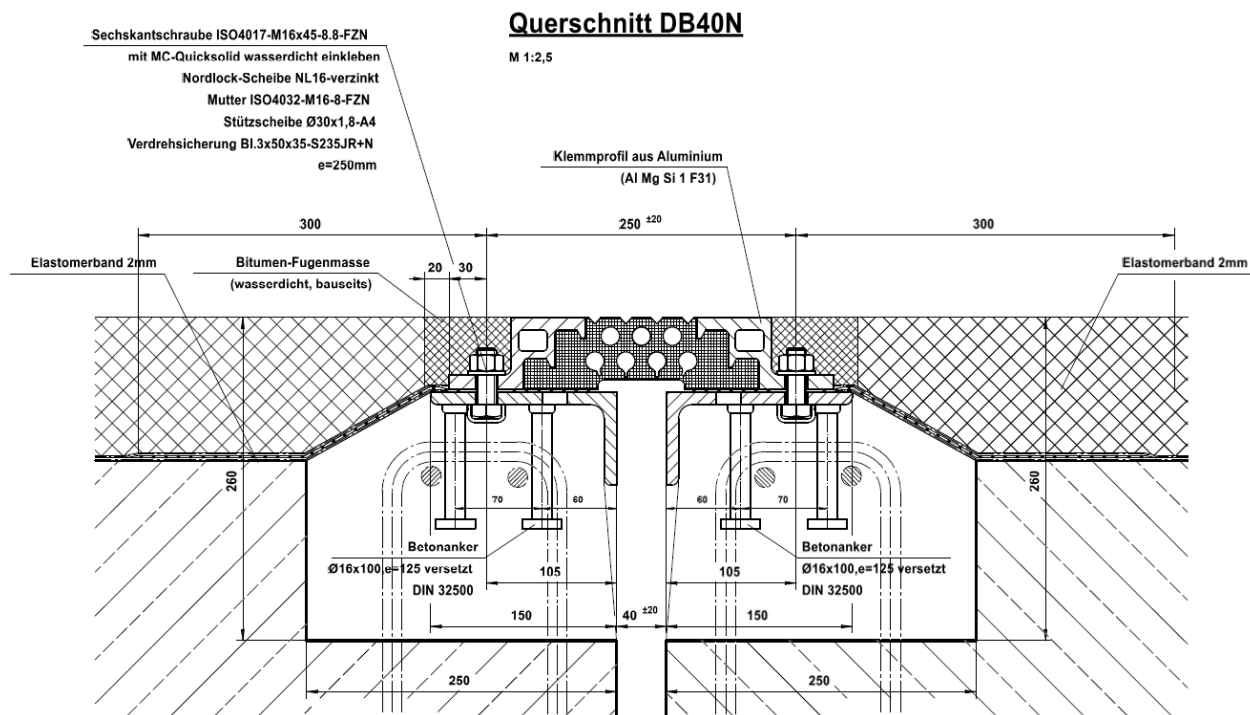 Querschnitt DB40N
M 1:2,5
Sechskantschraube ISO4017-M16x45-8.8-FZN
mit MC-Quicksolid wasserdicht einkleben
Nordlock-Scheibe NL16-verzinkt
Mutter ISO4032-M16-8-FZN
Stützscheibe Ø30x1,8-A4
Verdrehsicherung Bl.3x50x35-S235JR+N
e=250mm
Klemmprofil aus Aluminium
(Al Mg Si 1 F31)
300
250 ±20
300
Elastomerband 2mm
Bitumen-Fugenmasse
(wasserdicht, bauseits)
20
30
Elastomerband 2mm
260
260
70
60
60
70
Betonanker
Ø16x100,e=125 versetzt
DIN 32500
Betonanker
Ø16x100,e=125 versetzt
DIN 32500
105
105
150
40 ±20
150
250
250